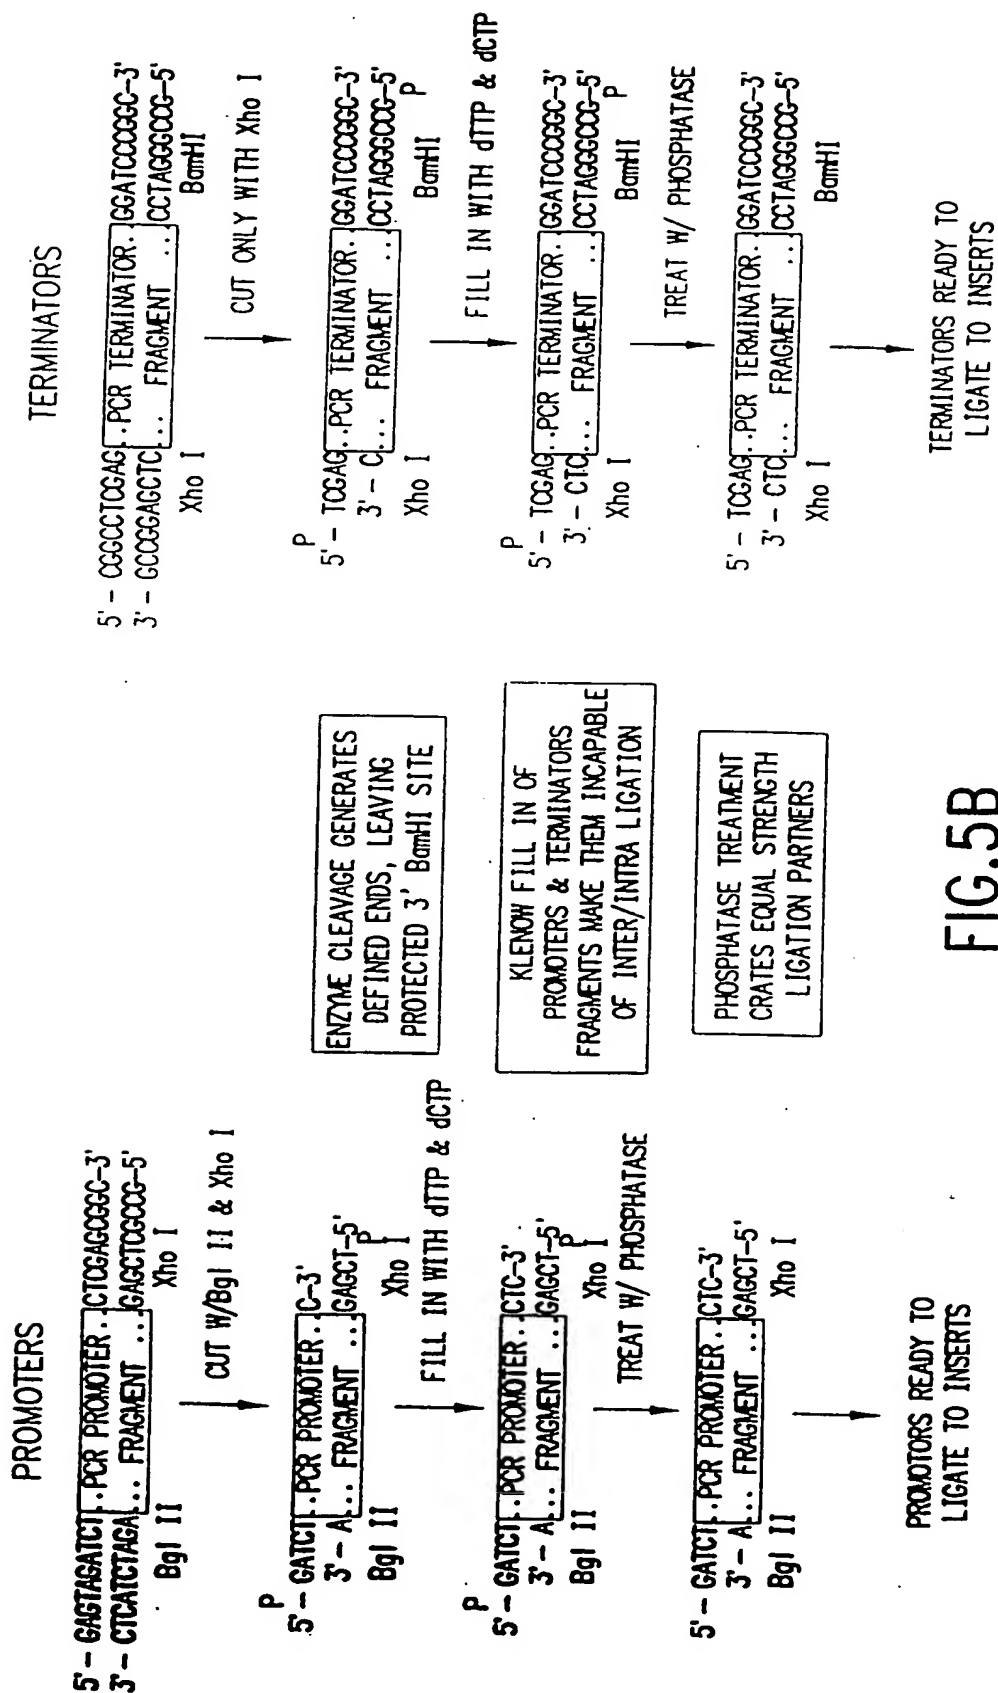 PROMOTERS
5'- GAGTAGATCT..PCR PROMOTER..CTCGAGCGGC-3'
3'- CTCATCTAGA... FRAGMENT ...GAGCTCGCCG-5'
Bgl II Xho I
CUT W/Bgl II & Xho I
P
5'- GATCT..PCR PROMOTER..C-3'
3'- A... FRAGMENT ...GAGCT-5'
P
Bgl II Xho I
FILL IN WITH dTTP & dCTP
P
5'- GATCT..PCR PROMOTER..CTC-3'
3'- A... FRAGMENT ...GAGCT-5'
P
Bgl II Xho I
TREAT W/ PHOSPHATASE
5'- GATCT..PCR PROMOTER..CTC-3'
3'- A... FRAGMENT ...GAGCT-5'
Bgl II Xho I
PROMOTORS READY TO
LIGATE TO INSERTS
ENZYME CLEAVAGE GENERATES
DEFINED ENDS, LEAVING
PROTECTED 3' BamHI SITE
KLENOW FILL IN OF
PROMOTERS & TERMINATORS
FRAGMENTS MAKE THEM INCAPABLE
OF INTER/INTRA LIGATION
PHOSPHATASE TREATMENT
CRATES EQUAL STRENGTH
LIGATION PARTNERS
TERMINATORS
5'- CGGCCTCGAG..PCR TERMINATOR..GGATCCCGGC-3'
3'- GCCGGAGCTC... FRAGMENT ...CCTAGGGCCG-5'
Xho I BamHI
CUT ONLY WITH Xho I
P
5'- TCGAG..PCR TERMINATOR..GGATCCCGGC-3'
3'- C... FRAGMENT ...CCTAGGGCCG-5'
P
Xho I BamHI
FILL IN WITH dTTP & dCTP
P
5'- TCGAG..PCR TERMINATOR..GGATCCCGGC-3'
3'- CTC... FRAGMENT ...CCTAGGGCCG-5'
P
Xho I BamHI
TREAT W/ PHOSPHATASE
5'- TCGAG..PCR TERMINATOR..GGATCCCGGC-3'
3'- CTC... FRAGMENT ...CCTAGGGCCG-5'
Xho I BamHI
TERMINATORS READY TO
LIGATE TO INSERTS
FIG.5B